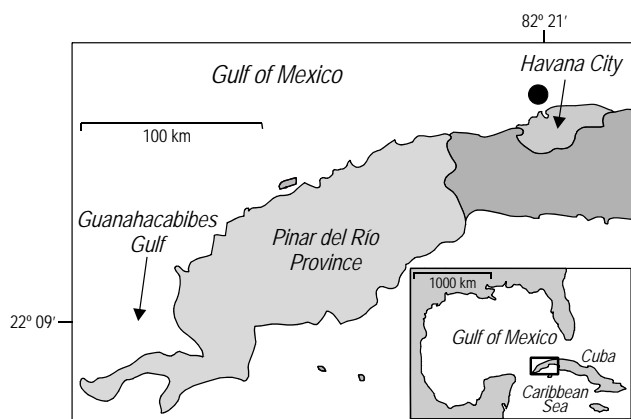 82º 21’
Gulf of Mexico
Havana City
100 km
Guanahacabibes
Gulf
Pinar del Río
Province
22º 09’
1000 km
Gulf of Mexico
Cuba
Caribbean
Sea